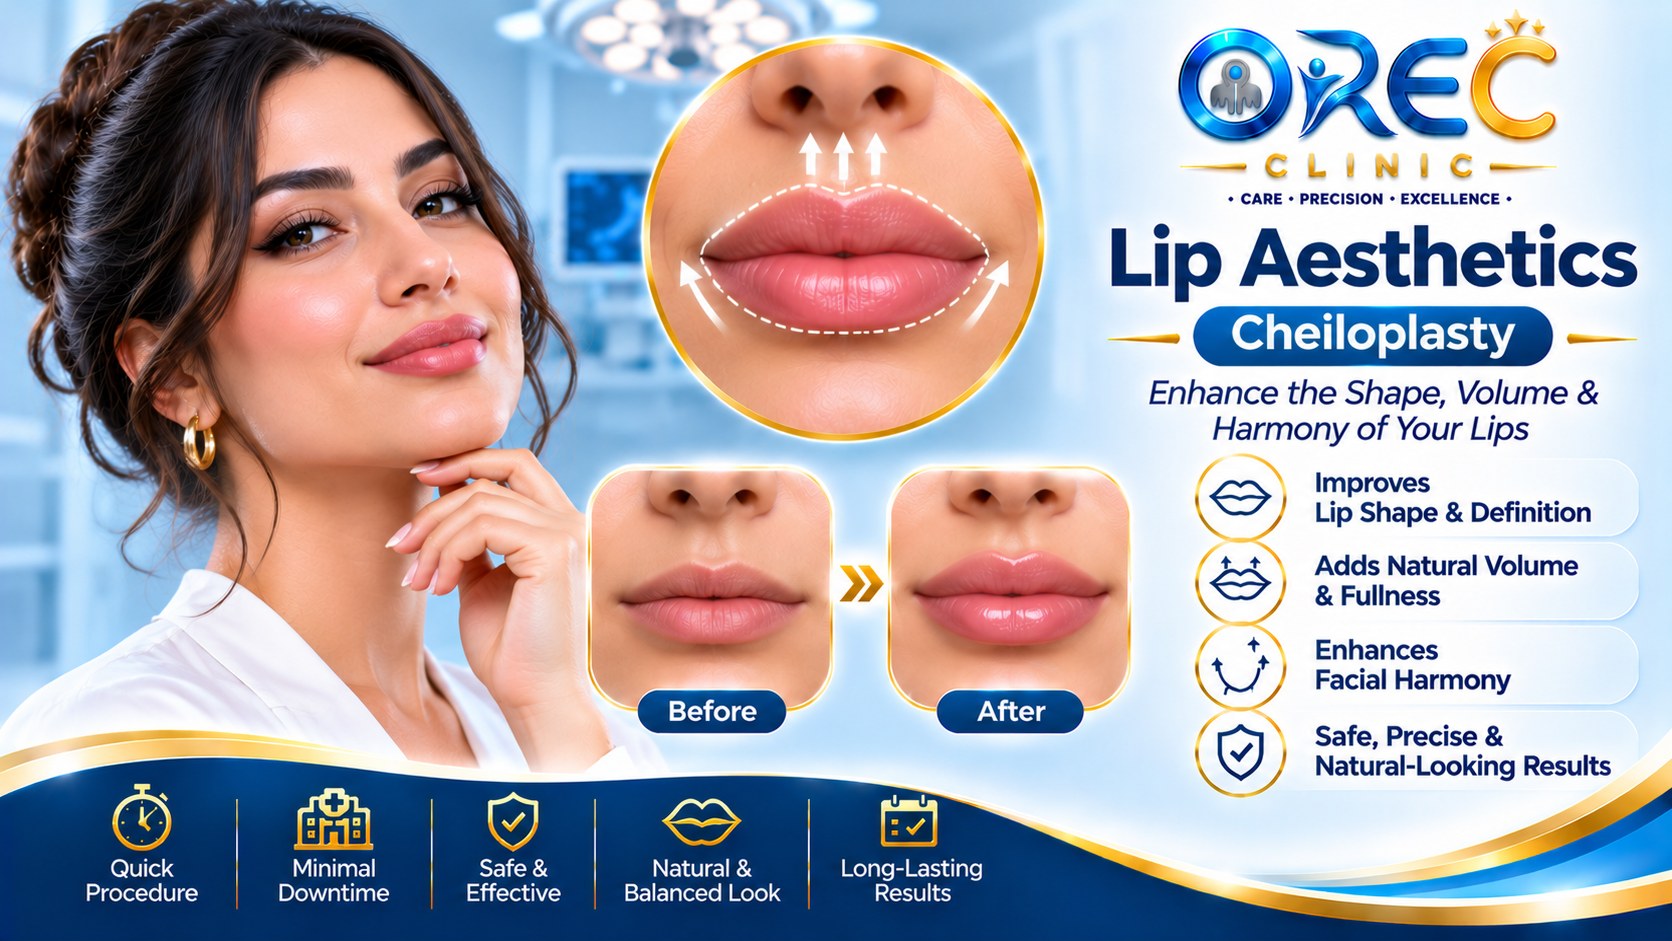 OREC
CLINIC
• CARE • PRECISION • EXCELLENCE •
Lip Aesthetics
Cheiloplasty
Enhance the Shape, Volume &
Harmony of Your Lips
Improves
Lip Shape & Definition
Adds Natural Volume
& Fullness
Enhances
Facial Harmony
Safe, Precise &
Natural-Looking Results
Before
After
Quick
Procedure
Minimal
Downtime
Safe &
Effective
Natural &
Balanced Look
Long-Lasting
Results